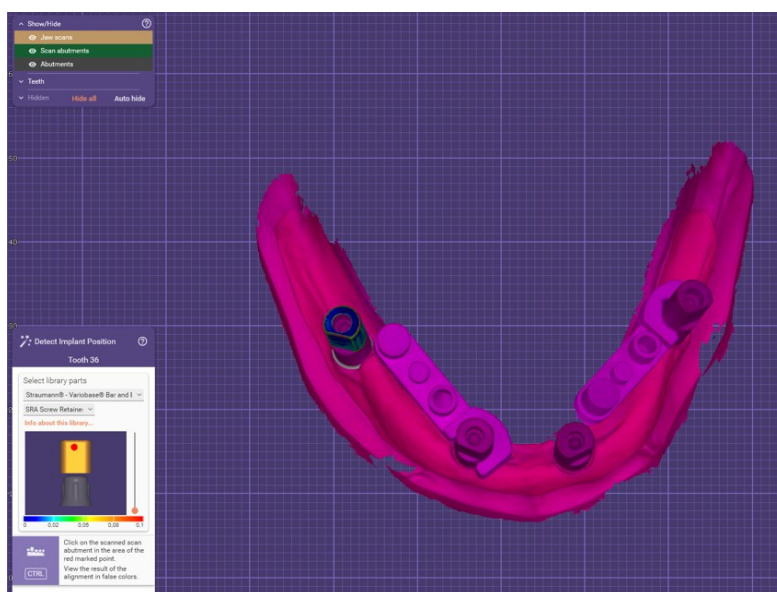 Show/Hide
Jaw scans
Scan abutments
Abutments
Teeth
Hidden Hide all Auto hide
50
40
Detect Implant Position
Tooth 36
Select library parts
Straumann® - Variobase® Bar and
SRA Screw Retaine
Info about this library...
0 0,02 0,05 0,08 0,1
Click on the scanned scan
abutment in the area of the
red marked point.
View the result of the
CTRL alignment in false colors.